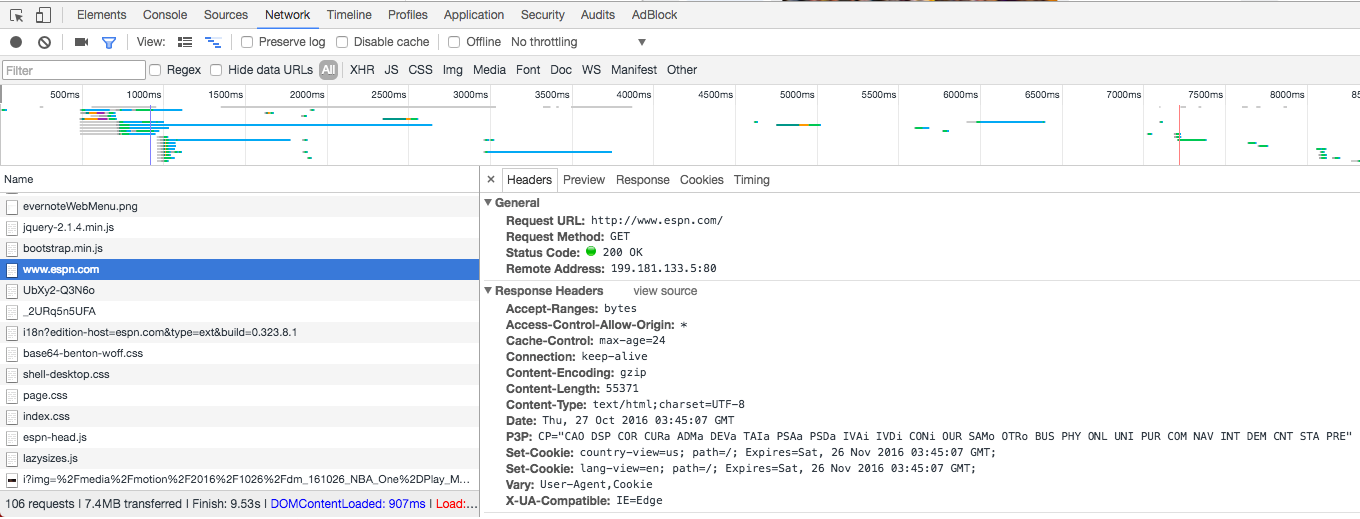 Elements Console Sources Network Timeline Profiles Application Security Audits AdBlock
View: Preserve log Disable cache Offline No throttling
Filter Regex Hide data URLs All XHR JS CSS Img Media Font Doc WS Manifest Other
500ms 1000ms 1500ms 2000ms 2500ms 3000ms 3500ms 4000ms 4500ms 5000ms 5500ms 6000ms 6500ms 7000ms 7500ms 8000ms 85
Name
evernoteWebMenu.png
jquery-2.1.4.min.js
bootstrap.min.js
www.espn.com
UbXy2-Q3N6o
_2URq5n5UFA
i18n?edition-host=espn.com&type=ext&build=0.323.8.1
base64-benton-woff.css
shell-desktop.css
page.css
index.css
espn-head.js
lazysizes.js
i?img=%2Fmedia%2Fmotion%2F2016%2F1026%2Fdm_161026_NBA_One%2DPlay_M...
106 requests | 7.4MB transferred | Finish: 9.53s | DOMContentLoaded: 907ms | Load:...
× Headers Preview Response Cookies Timing
General
Request URL: http://www.espn.com/
Request Method: GET
Status Code: 200 OK
Remote Address: 199.181.133.5:80
Response Headers view source
Accept-Ranges: bytes
Access-Control-Allow-Origin: *
Cache-Control: max-age=24
Connection: keep-alive
Content-Encoding: gzip
Content-Length: 55371
Content-Type: text/html;charset=UTF-8
Date: Thu, 27 Oct 2016 03:45:07 GMT
P3P: CP="CAO DSP COR CURa ADMa DEVa TAIa PSAa PSDa IVAi IVDi CONi OUR SAMo OTRo BUS PHY ONL UNI PUR COM NAV INT DEM CNT STA PRE"
Set-Cookie: country-view=us; path=/; Expires=Sat, 26 Nov 2016 03:45:07 GMT;
Set-Cookie: lang-view=en; path=/; Expires=Sat, 26 Nov 2016 03:45:07 GMT;
Vary: User-Agent,Cookie
X-UA-Compatible: IE=Edge